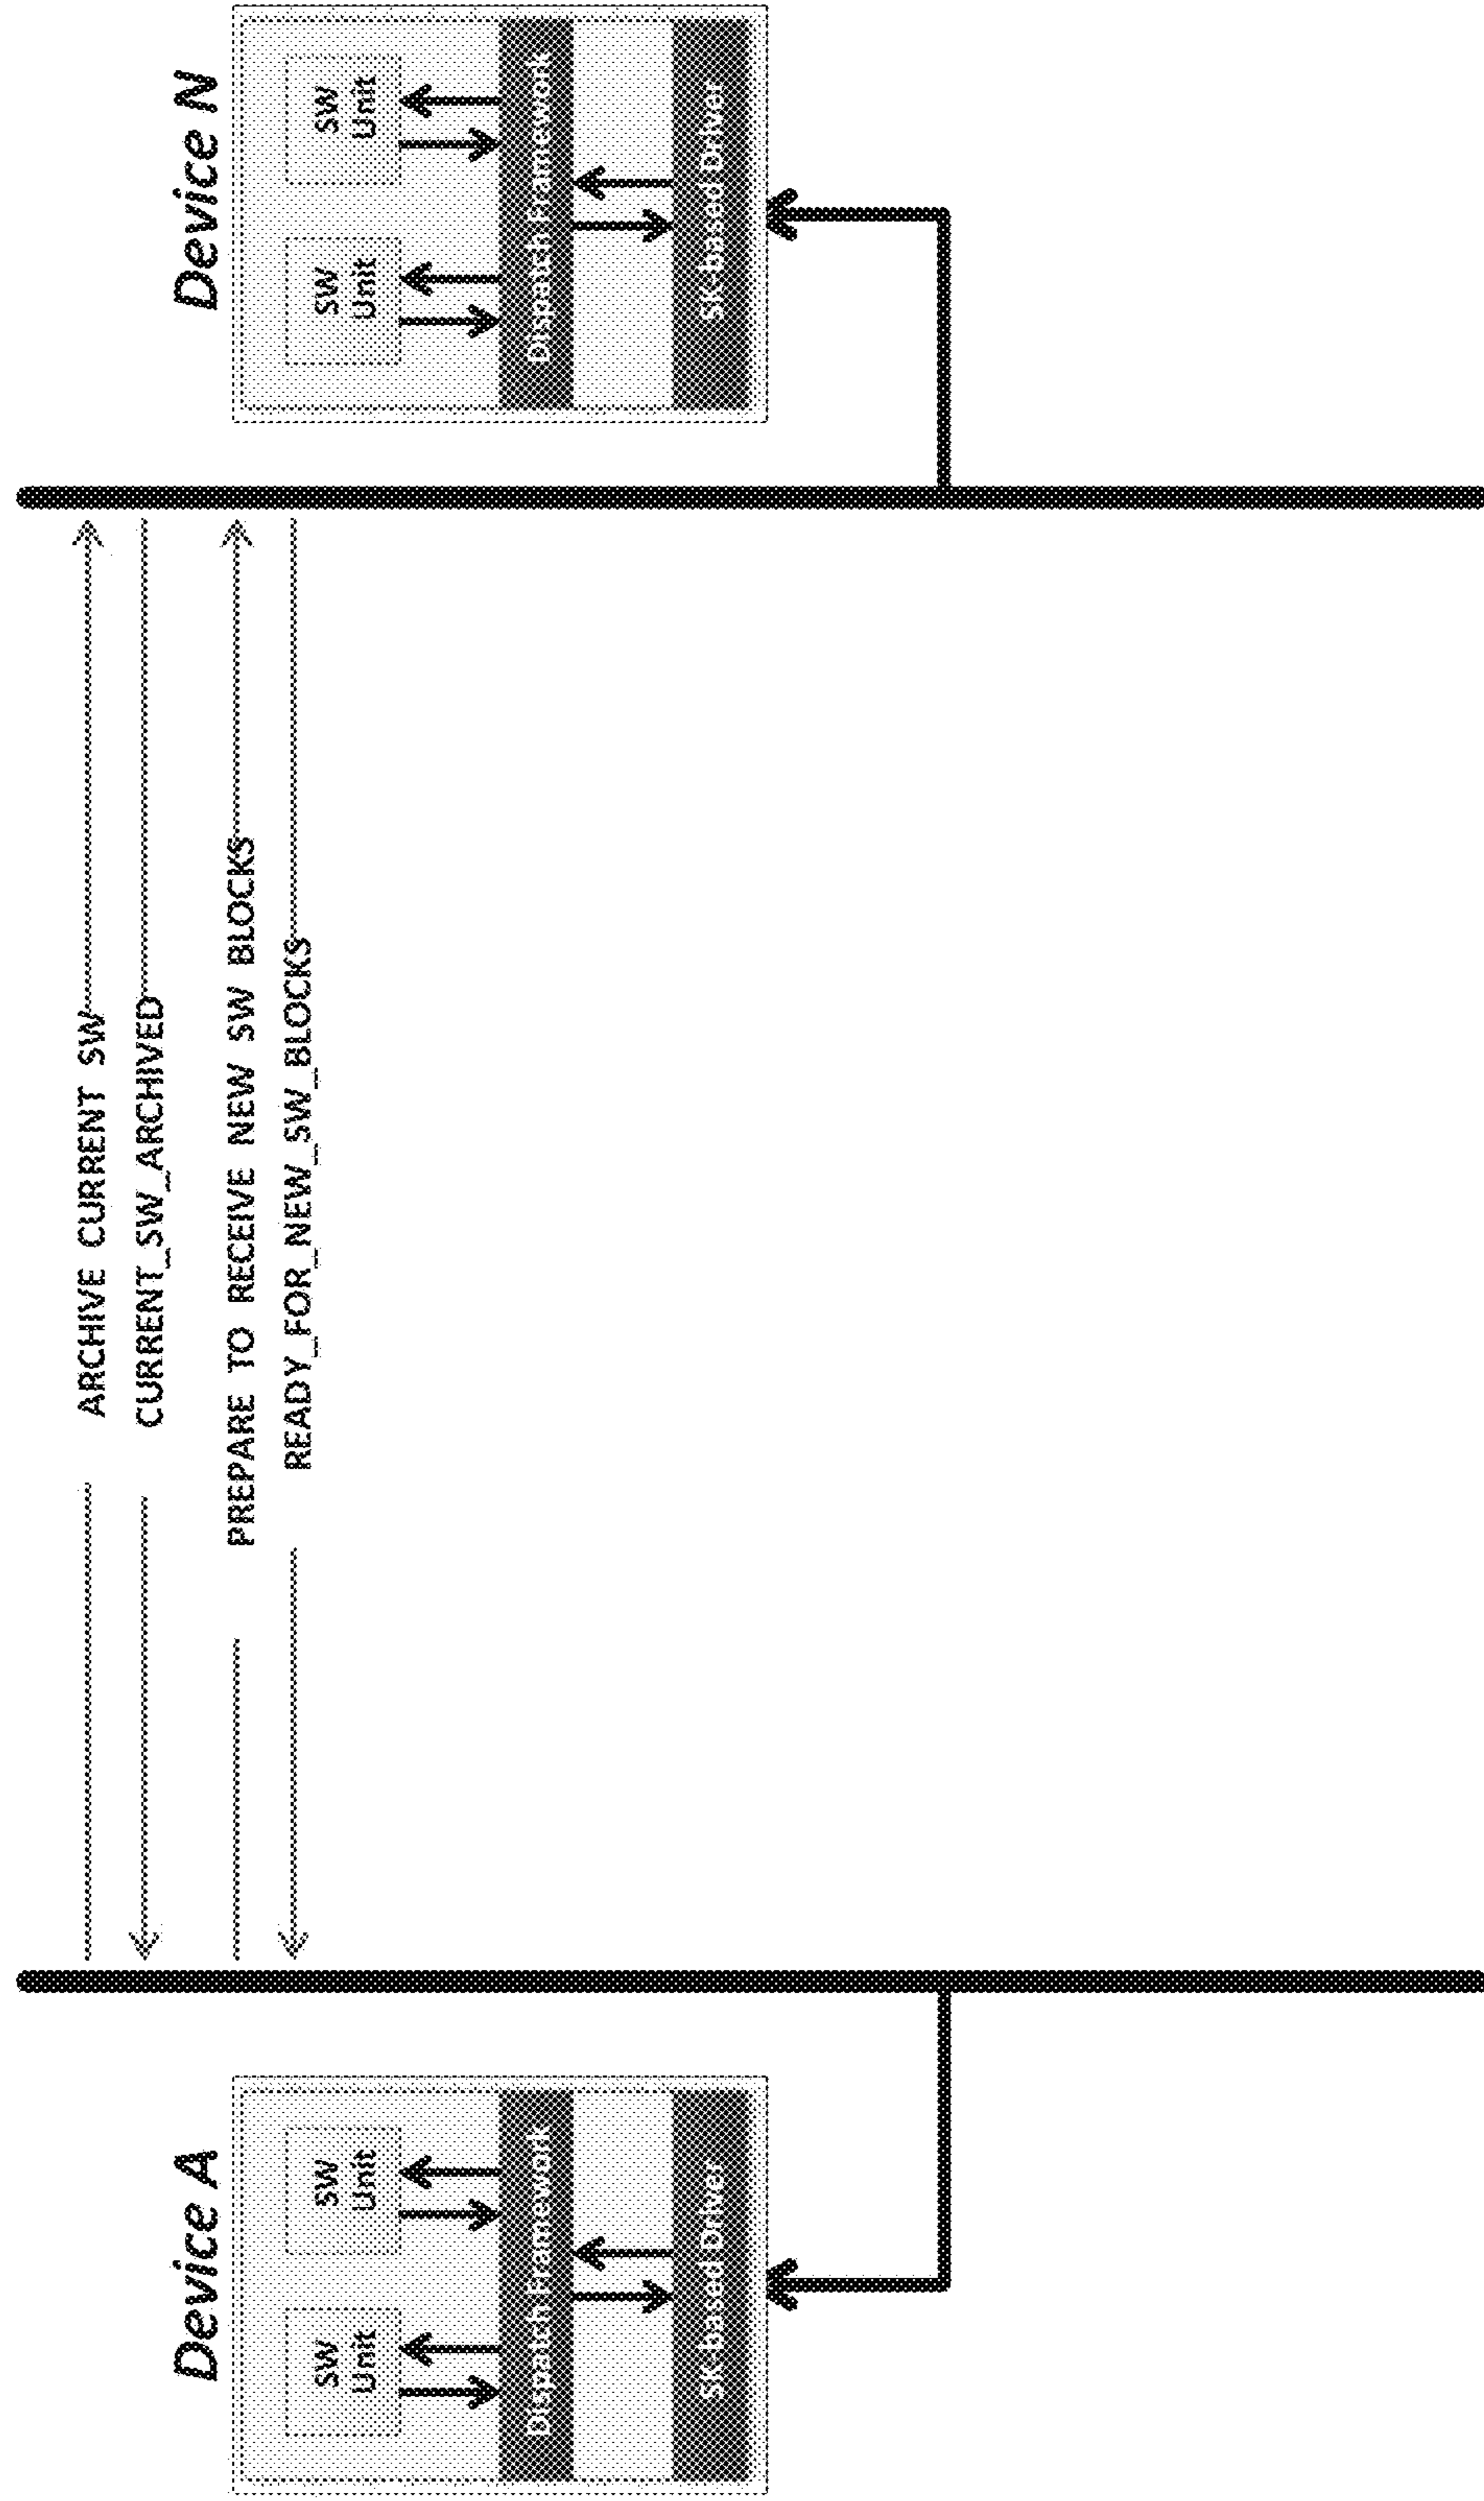 Device A
SW
Unit
SW
Unit
Dispatch Framework
SK-based Driver
ARCHIVE CURRENT SW
CURRENT_SW_ARCHIVED
PREPARE TO RECEIVE NEW SW BLOCKS
READY_FOR_NEW_SW_BLOCKS
Device N
SW
Unit
SW
Unit
Dispatch Framework
SK-based Driver